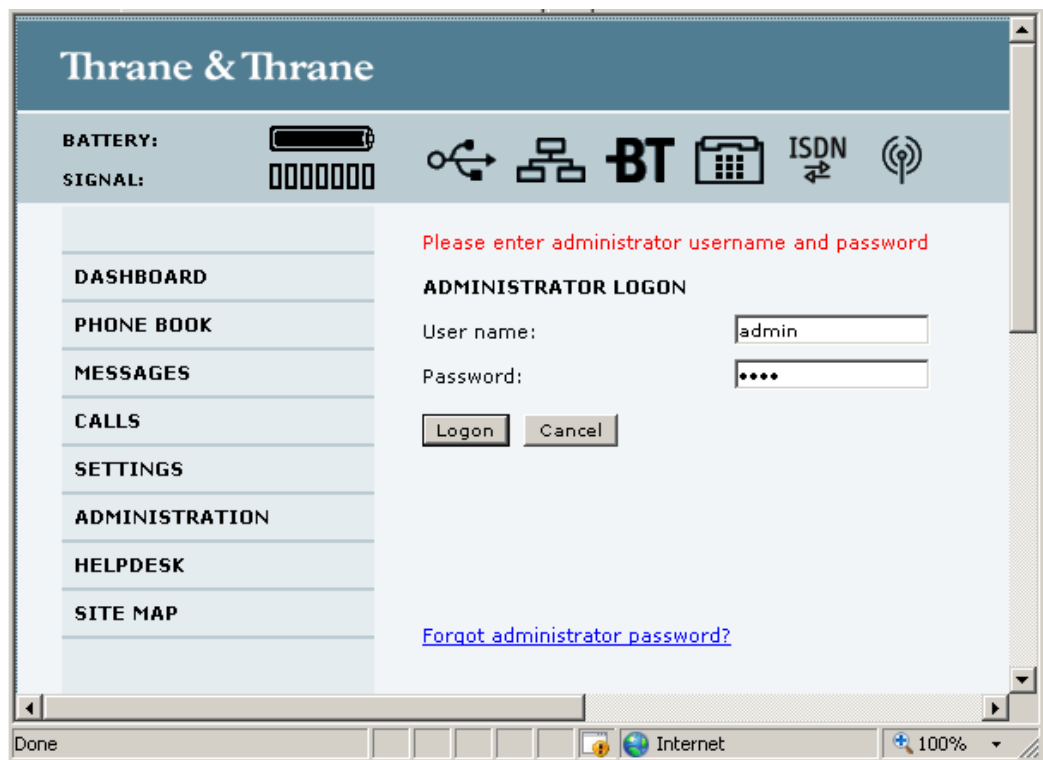 Thrane & Thrane
BATTERY:
SIGNAL:
BT
ISDN
DASHBOARD
PHONE BOOK
MESSAGES
CALLS
SETTINGS
ADMINISTRATION
HELPDESK
SITE MAP
Please enter administrator username and password
ADMINISTRATOR LOGON
User name: admin
Password: ••••
Logon Cancel
Forgot administrator password?
Done Internet 100%